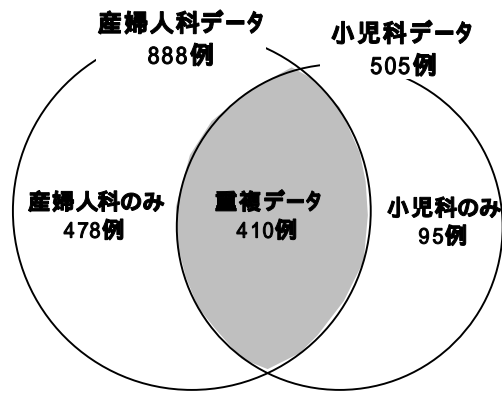 産婦人科データ
888例
小児科データ
505例
産婦人科のみ
478例
重複データ
410例
小児科のみ
95例